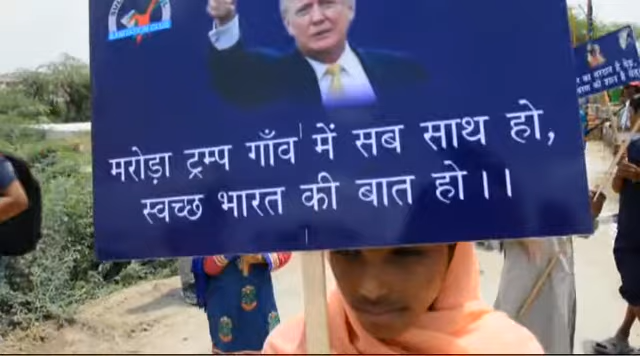 मरोड़ा ट्रम्प गाँव में सब साथ हो,
स्वच्छ भारत की बात हो।।